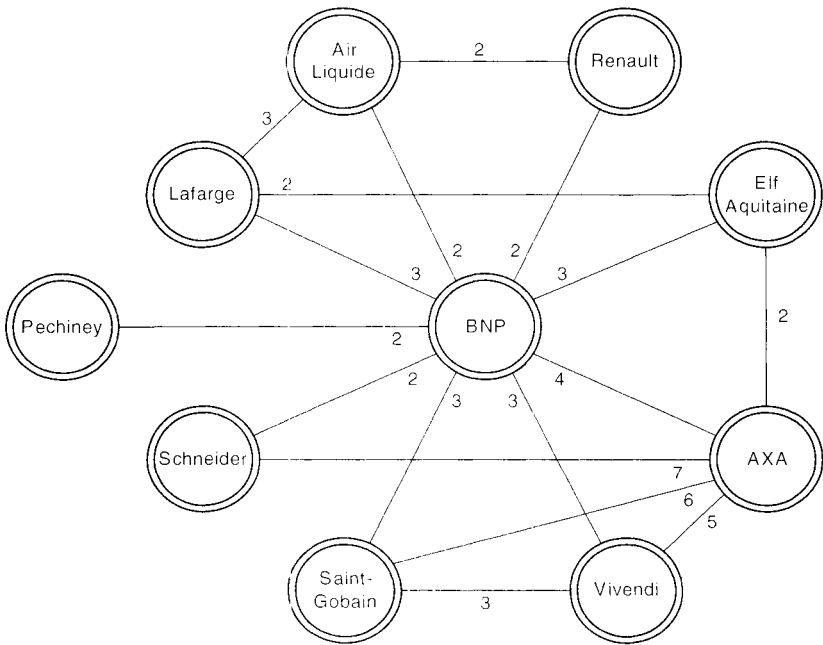 Air
Liquide
2
Renault
3
Lafarge
2
Elf
Aquitaine
2
2
3
3
Pechiney
BNP
2
2
2
4
3
3
Schneider
AXA
7
6
5
Saint-
Gobain
3
Vivendi